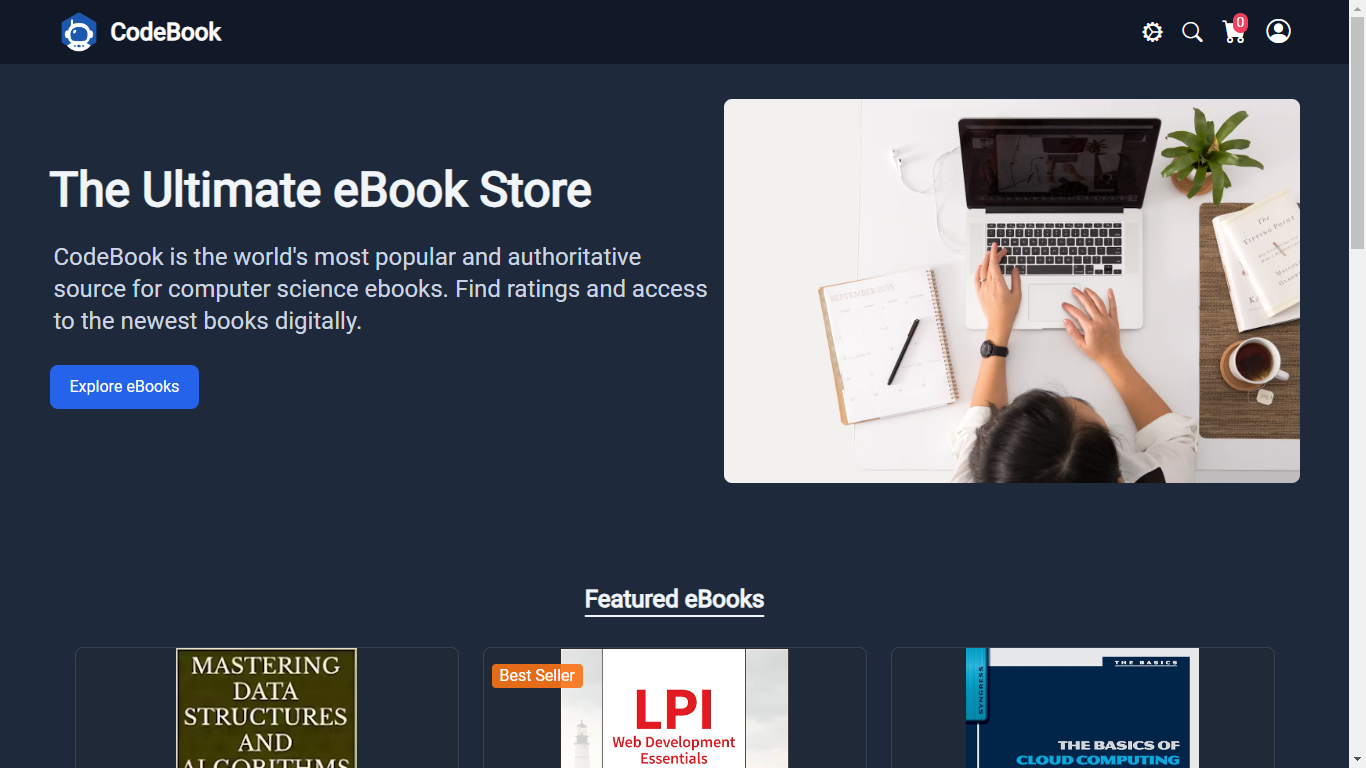 CodeBook
0
The Ultimate eBook Store
CodeBook is the world's most popular and authoritative
source for computer science ebooks. Find ratings and access
to the newest books digitally.
Explore eBooks
SEPTEMBER 2015
The
TIPPING POINT
Featured eBooks
MASTERING
DATA
STRUCTURES
AND
ALGORITHMS
Best Seller
LPI
Web Development
Essentials
SYNGRESS
THE BASICS
THE BASICS OF
CLOUD COMPUTING